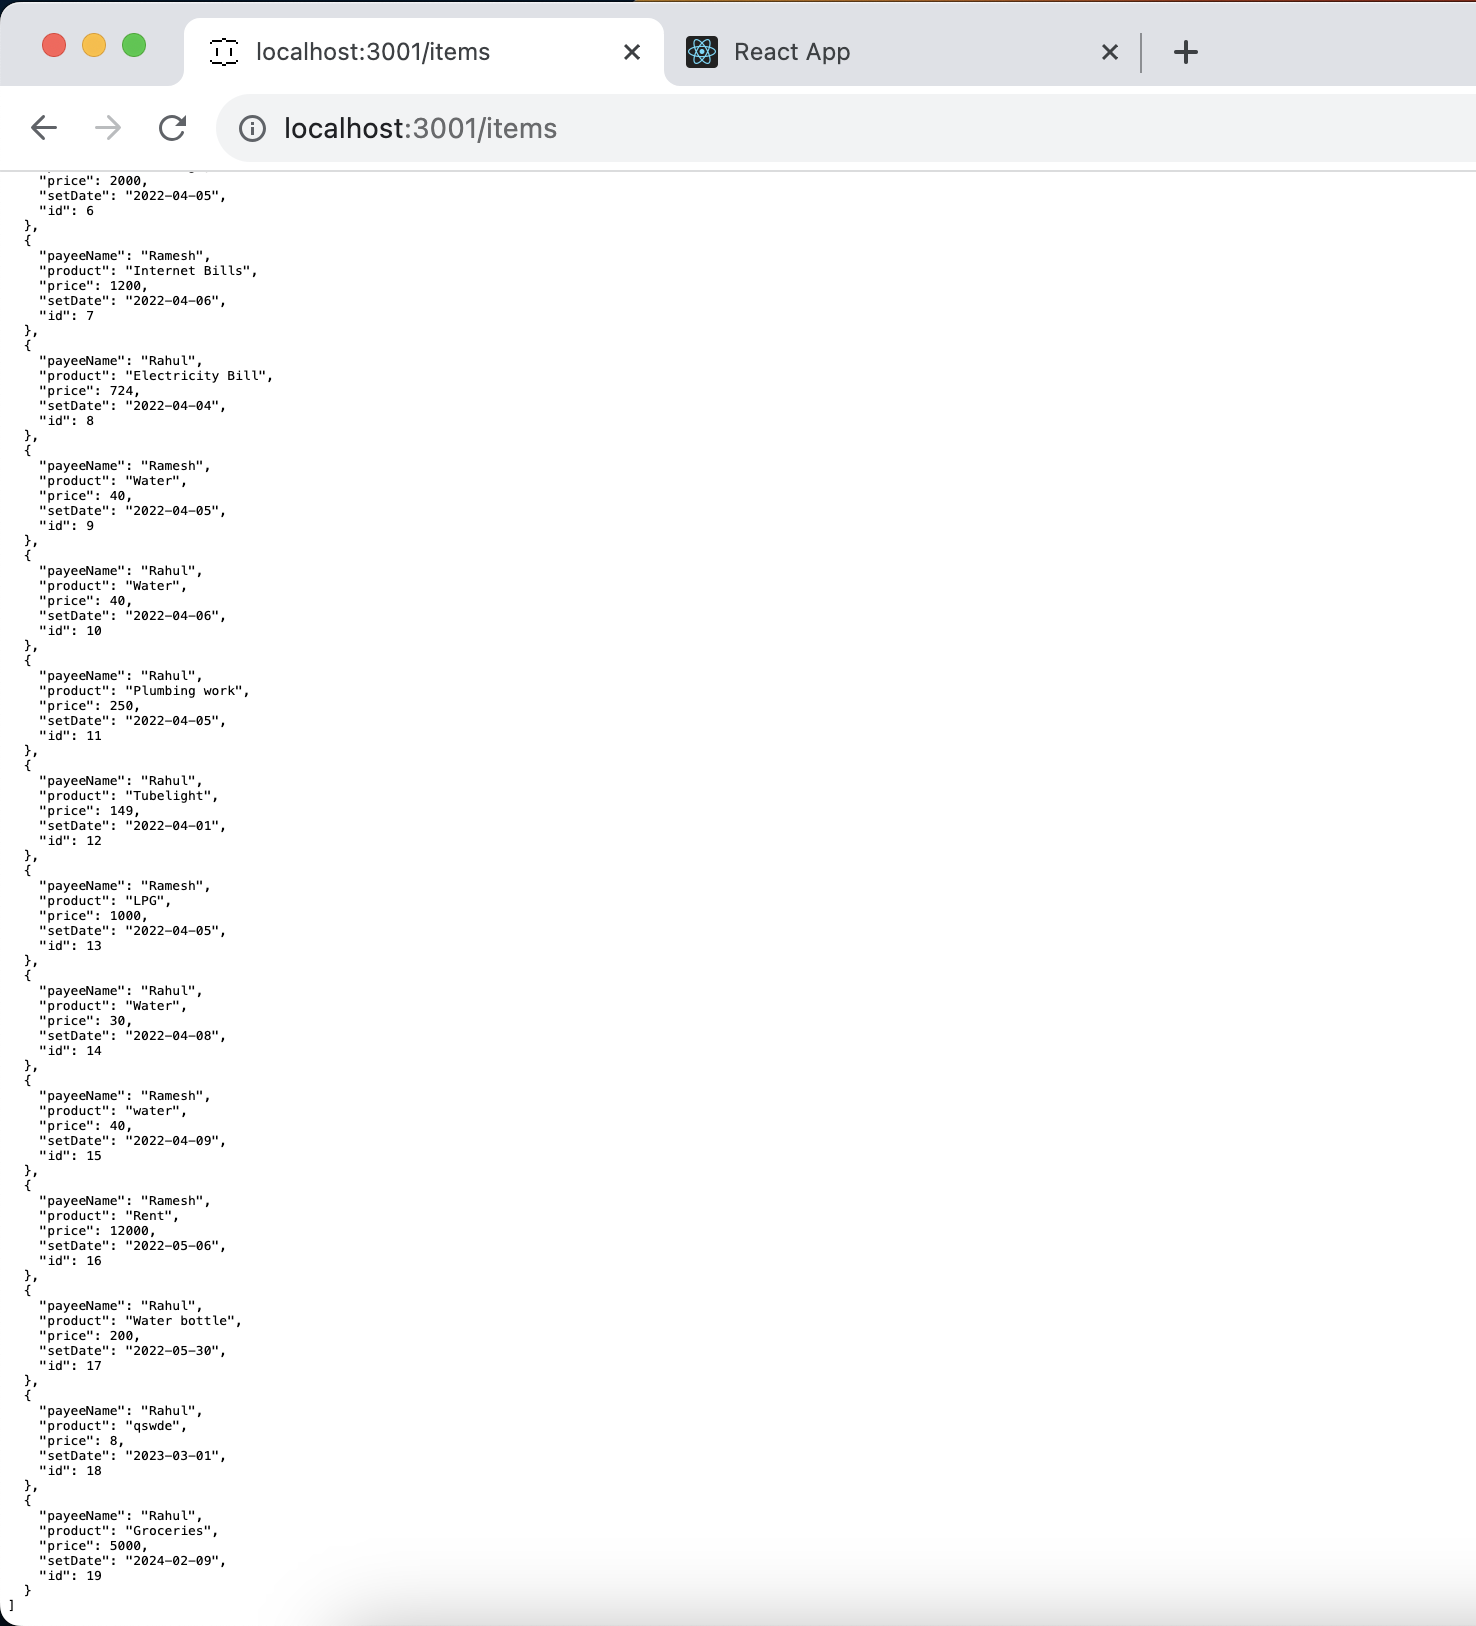 localhost:3001/items
React App
localhost:3001/items
"price": 2000,
"setDate": "2022-04-05",
"id": 6
},
{
"payeeName": "Ramesh",
"product": "Internet Bills",
"price": 1200,
"setDate": "2022-04-06",
"id": 7
},
{
"payeeName": "Rahul",
"product": "Electricity Bill",
"price": 724,
"setDate": "2022-04-04",
"id": 8
},
{
"payeeName": "Ramesh",
"product": "Water",
"price": 40,
"setDate": "2022-04-05",
"id": 9
},
{
"payeeName": "Rahul",
"product": "Water",
"price": 40,
"setDate": "2022-04-06",
"id": 10
},
{
"payeeName": "Rahul",
"product": "Plumbing work",
"price": 250,
"setDate": "2022-04-05",
"id": 11
},
{
"payeeName": "Rahul",
"product": "Tubelight",
"price": 149,
"setDate": "2022-04-01",
"id": 12
},
{
"payeeName": "Ramesh",
"product": "LPG",
"price": 1000,
"setDate": "2022-04-05",
"id": 13
},
{
"payeeName": "Rahul",
"product": "Water",
"price": 30,
"setDate": "2022-04-08",
"id": 14
},
{
"payeeName": "Ramesh",
"product": "water",
"price": 40,
"setDate": "2022-04-09",
"id": 15
},
{
"payeeName": "Ramesh",
"product": "Rent",
"price": 12000,
"setDate": "2022-05-06",
"id": 16
},
{
"payeeName": "Rahul",
"product": "Water bottle",
"price": 200,
"setDate": "2022-05-30",
"id": 17
},
{
"payeeName": "Rahul",
"product": "qswde",
"price": 8,
"setDate": "2023-03-01",
"id": 18
},
{
"payeeName": "Rahul",
"product": "Groceries",
"price": 5000,
"setDate": "2024-02-09",
"id": 19
}
]